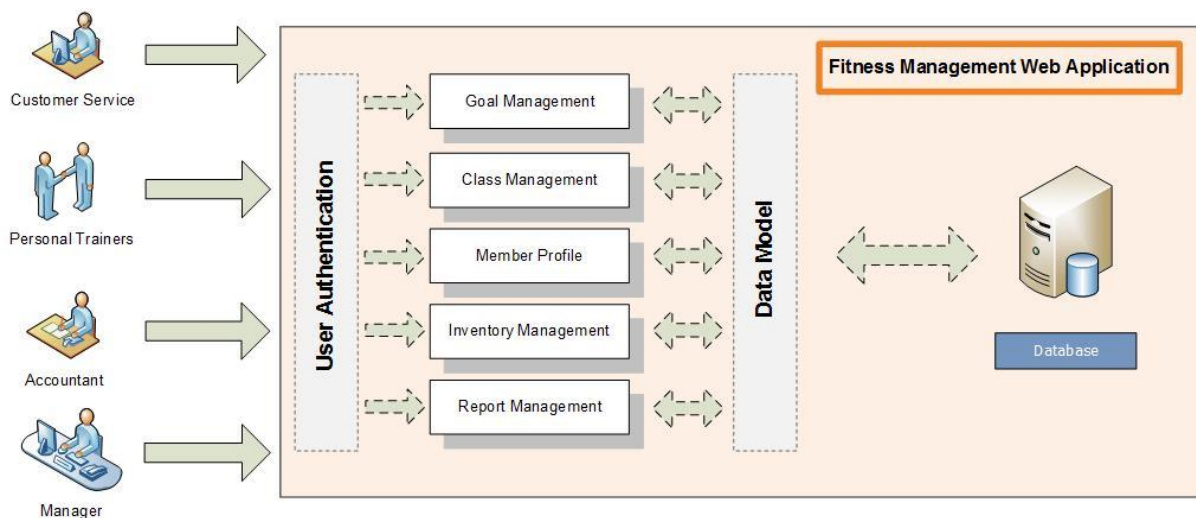 Fitness Management Web Application
Customer Service
Personal Trainers
Accountant
Manager
User Authentication
Goal Management
Class Management
Member Profile
Inventory Management
Report Management
Data Model
Database